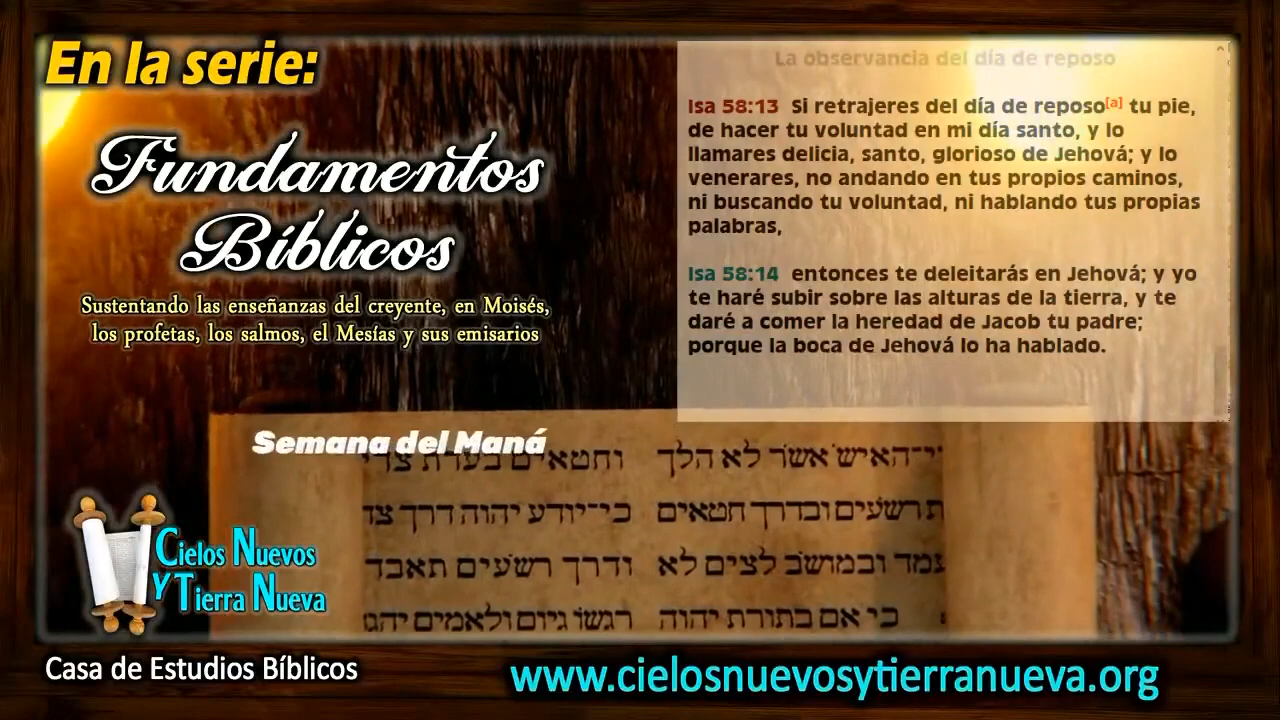 En la serie:
Fundamentos
Bíblicos
Sustentando las enseñanzas del creyente, en Moisés,
los profetas, los salmos, el Mesías y sus emisarios
La observancia del día de reposo
Isa 58:13 Si retrajeres del día de reposo[a] tu pie,
de hacer tu voluntad en mi día santo, y lo
llamares delicia, santo, glorioso de Jehová; y lo
venerares, no andando en tus propios caminos,
ni buscando tu voluntad, ni hablando tus propias
palabras,
Isa 58:14 entonces te deleitarás en Jehová; y yo
te haré subir sobre las alturas de la tierra, y te
daré a comer la heredad de Jacob tu padre;
porque la boca de Jehová lo ha hablado.
Semana del Maná
האיש אשר לא הלך וחטאים בעדת
רשעים ובדרך חטאים כי־יודע יהוה דרך
ובמושב לצים לא ודרך רשעים תאבד
כי אם בתורת יהוה רגשו גוים ולאמים
Cielos Nuevos
Y Tierra Nueva
Casa de Estudios Bíblicos
www.cielosnuevosytierranueva.org